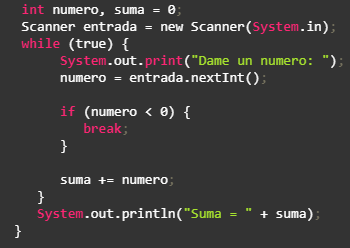 int numero, suma = 0;
Scanner entrada = new Scanner(System.in);
while (true) {
System.out.print("Dame un numero: ");
numero = entrada.nextInt();
if (numero < 0) {
break;
}
suma += numero;
}
System.out.println("Suma = " + suma);
}